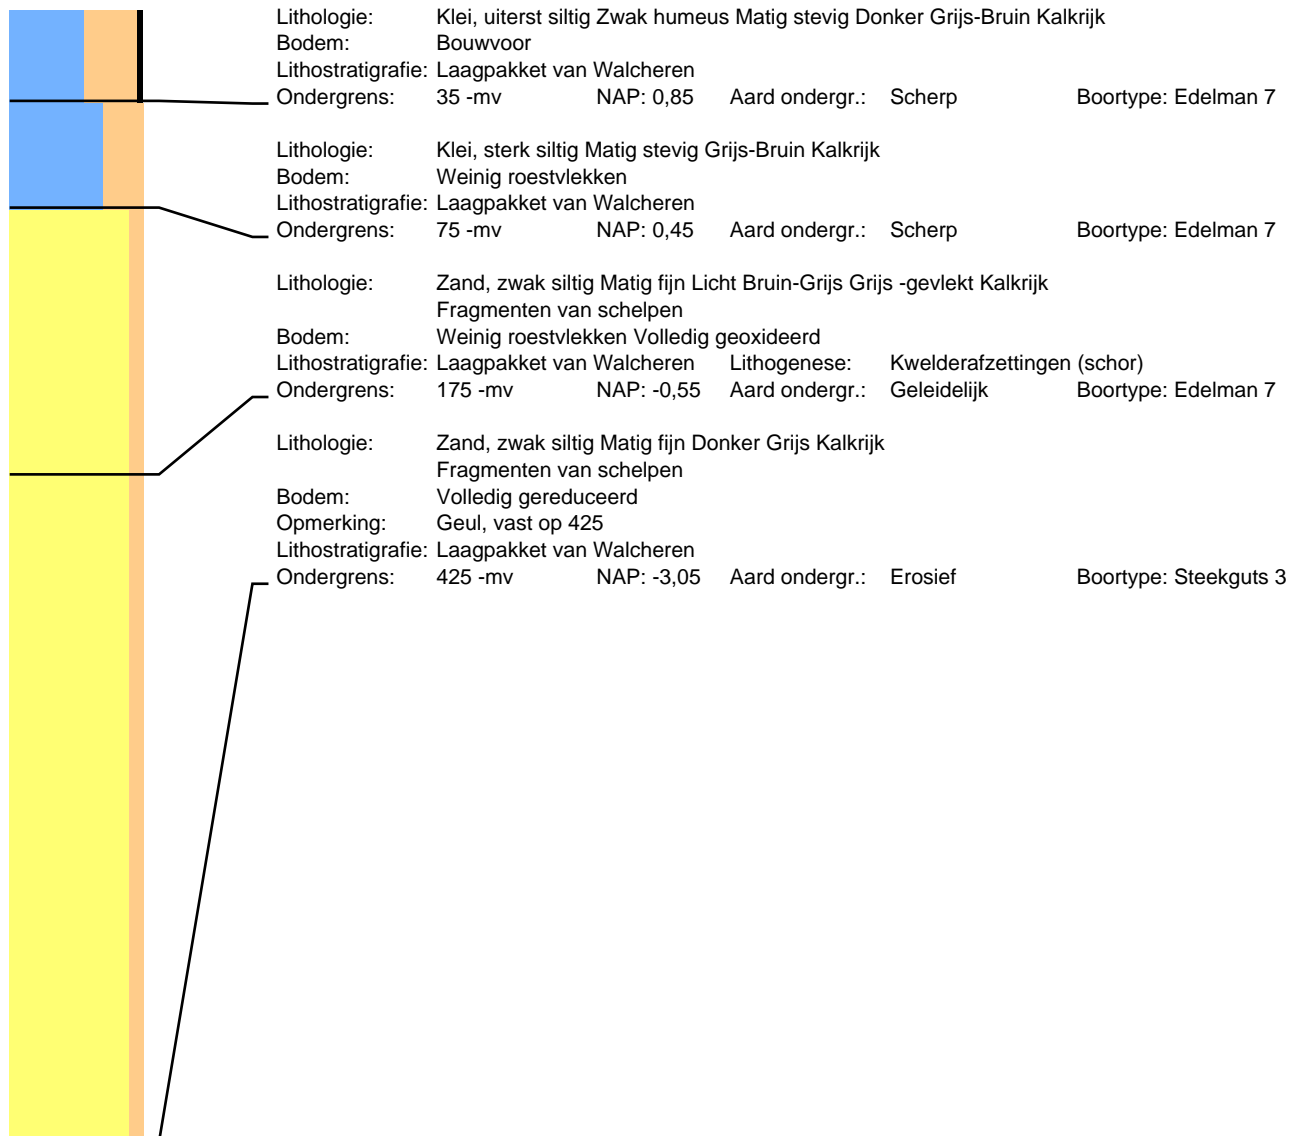 Lithologie: Klei, uiterst siltig Zwak humeus Matig stevig Donker Grijs-Bruin Kalkrijk
Bodem: Bouwvoor
Lithostratigrafie: Laagpakket van Walcheren
Ondergrens: 35 -mv NAP: 0,85 Aard ondergr.: Scherp Boortype: Edelman 7
Lithologie: Klei, sterk siltig Matig stevig Grijs-Bruin Kalkrijk
Bodem: Weinig roestvlekken
Lithostratigrafie: Laagpakket van Walcheren
Ondergrens: 75 -mv NAP: 0,45 Aard ondergr.: Scherp Boortype: Edelman 7
Lithologie: Zand, zwak siltig Matig fijn Licht Bruin-Grijs Grijs -gevlekt Kalkrijk
Fragmenten van schelpen
Bodem: Weinig roestvlekken Volledig geoxideerd
Lithostratigrafie: Laagpakket van Walcheren Lithogenese: Kwelderafzettingen (schor)
Ondergrens: 175 -mv NAP: -0,55 Aard ondergr.: Geleidelijk Boortype: Edelman 7
Lithologie: Zand, zwak siltig Matig fijn Donker Grijs Kalkrijk
Fragmenten van schelpen
Bodem: Volledig gereduceerd
Opmerking: Geul, vast op 425
Lithostratigrafie: Laagpakket van Walcheren
Ondergrens: 425 -mv NAP: -3,05 Aard ondergr.: Erosief Boortype: Steekguts 3